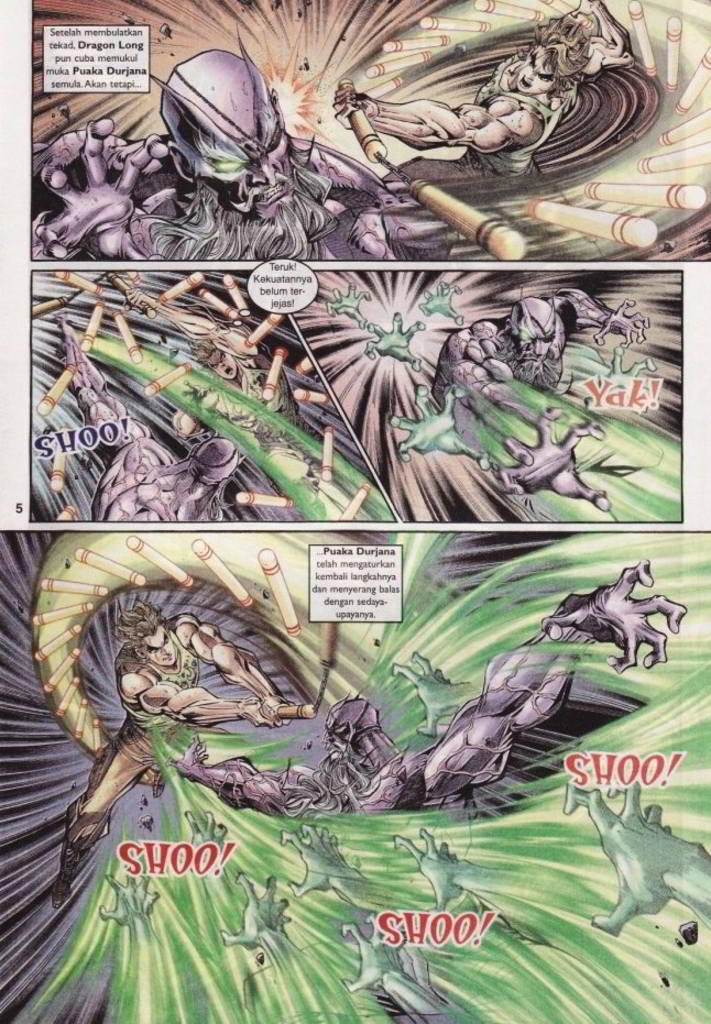 Setelah membulatkan
tekad, Dragon Long
pun cuba memukul
muka Puaka Durjana
semula. Akan tetapi...
Teruk!
Kekuatannya
belum ter-
jejas!
SHOO!
Yak!
5
...Puaka Durjana
telah mengaturkan
kembali langkahnya
dan menyerang balas
dengan sedaya-
upayanya.
SHOO!
SHOO!
SHOO!